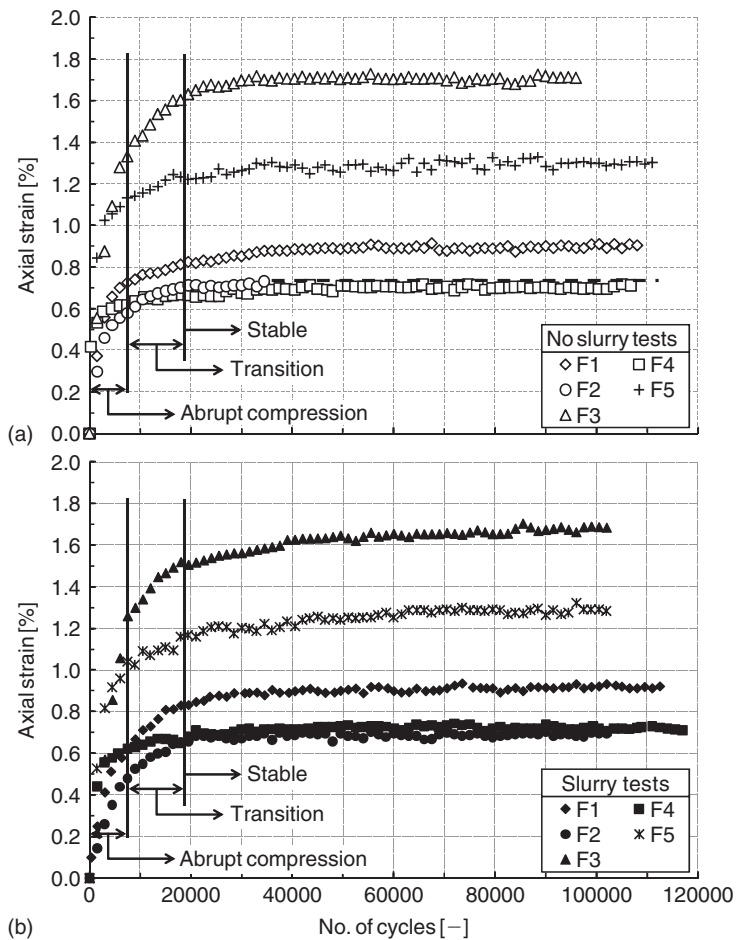 2.0
1.8
1.6
1.4
1.2
1.0
0.8
0.6
0.4
0.2
0.0
Axial strain [%]
Stable
Transition
Abrupt compression
No slurry tests
F1 F4
F2 F5
F3
(a)
2.0
1.8
1.6
1.4
1.2
1.0
0.8
0.6
0.4
0.2
0.0
Axial strain [%]
Stable
Transition
Abrupt compression
Slurry tests
F1 F4
F2 F5
F3
0 20000 40000 60000 80000 100000 120000
No. of cycles [−]
(b)